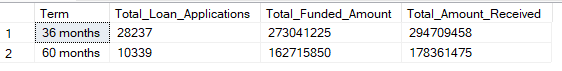 Term Total_Loan_Applications Total_Funded_Amount Total_Amount_Received
1 36 months 28237 273041225 294709458
2 60 months 10339 162715850 178361475